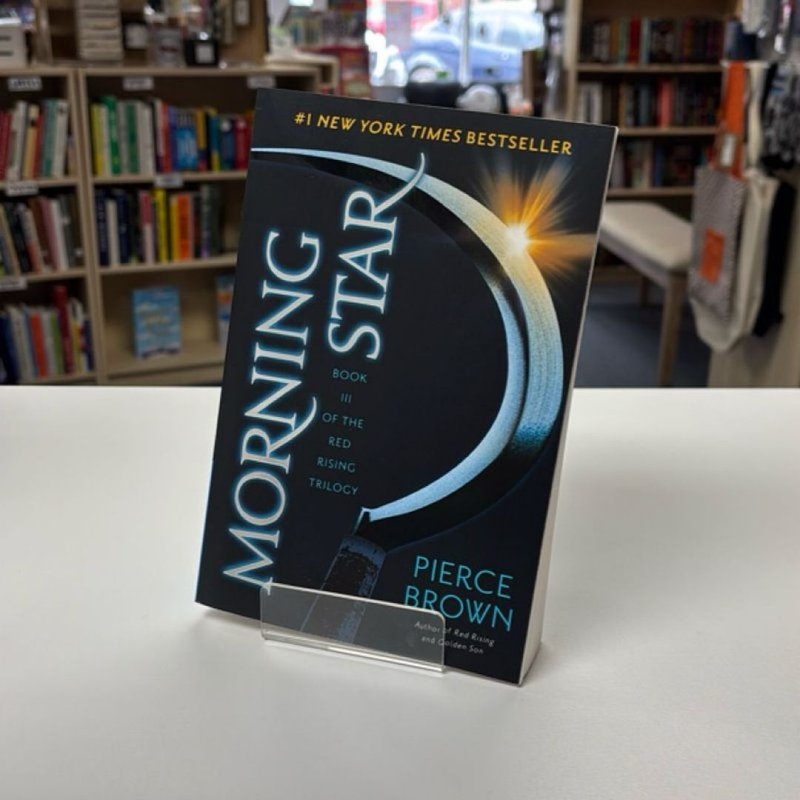 #1 NEW YORK TIMES BESTSELLER
MORNING
STAR
BOOK
III
OF THE
RED
RISING
TRILOGY
PIERCE
BROWN
Author of Red Rising
and Golden Son